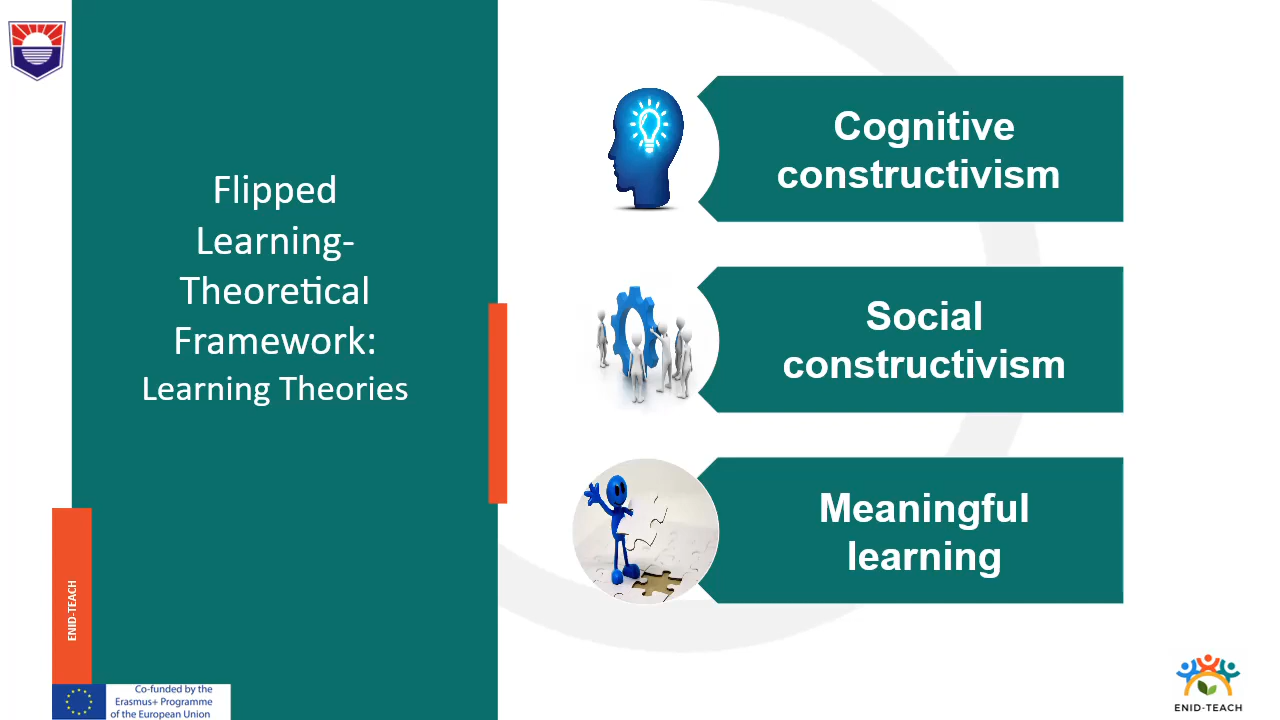 Flipped
Learning-
Theoretical
Framework:
Learning Theories
Cognitive
constructivism
Social
constructivism
Meaningful
learning
ENID-TEACH
Co-funded by the
Erasmus+ Programme
of the European Union
ENID-TEACH